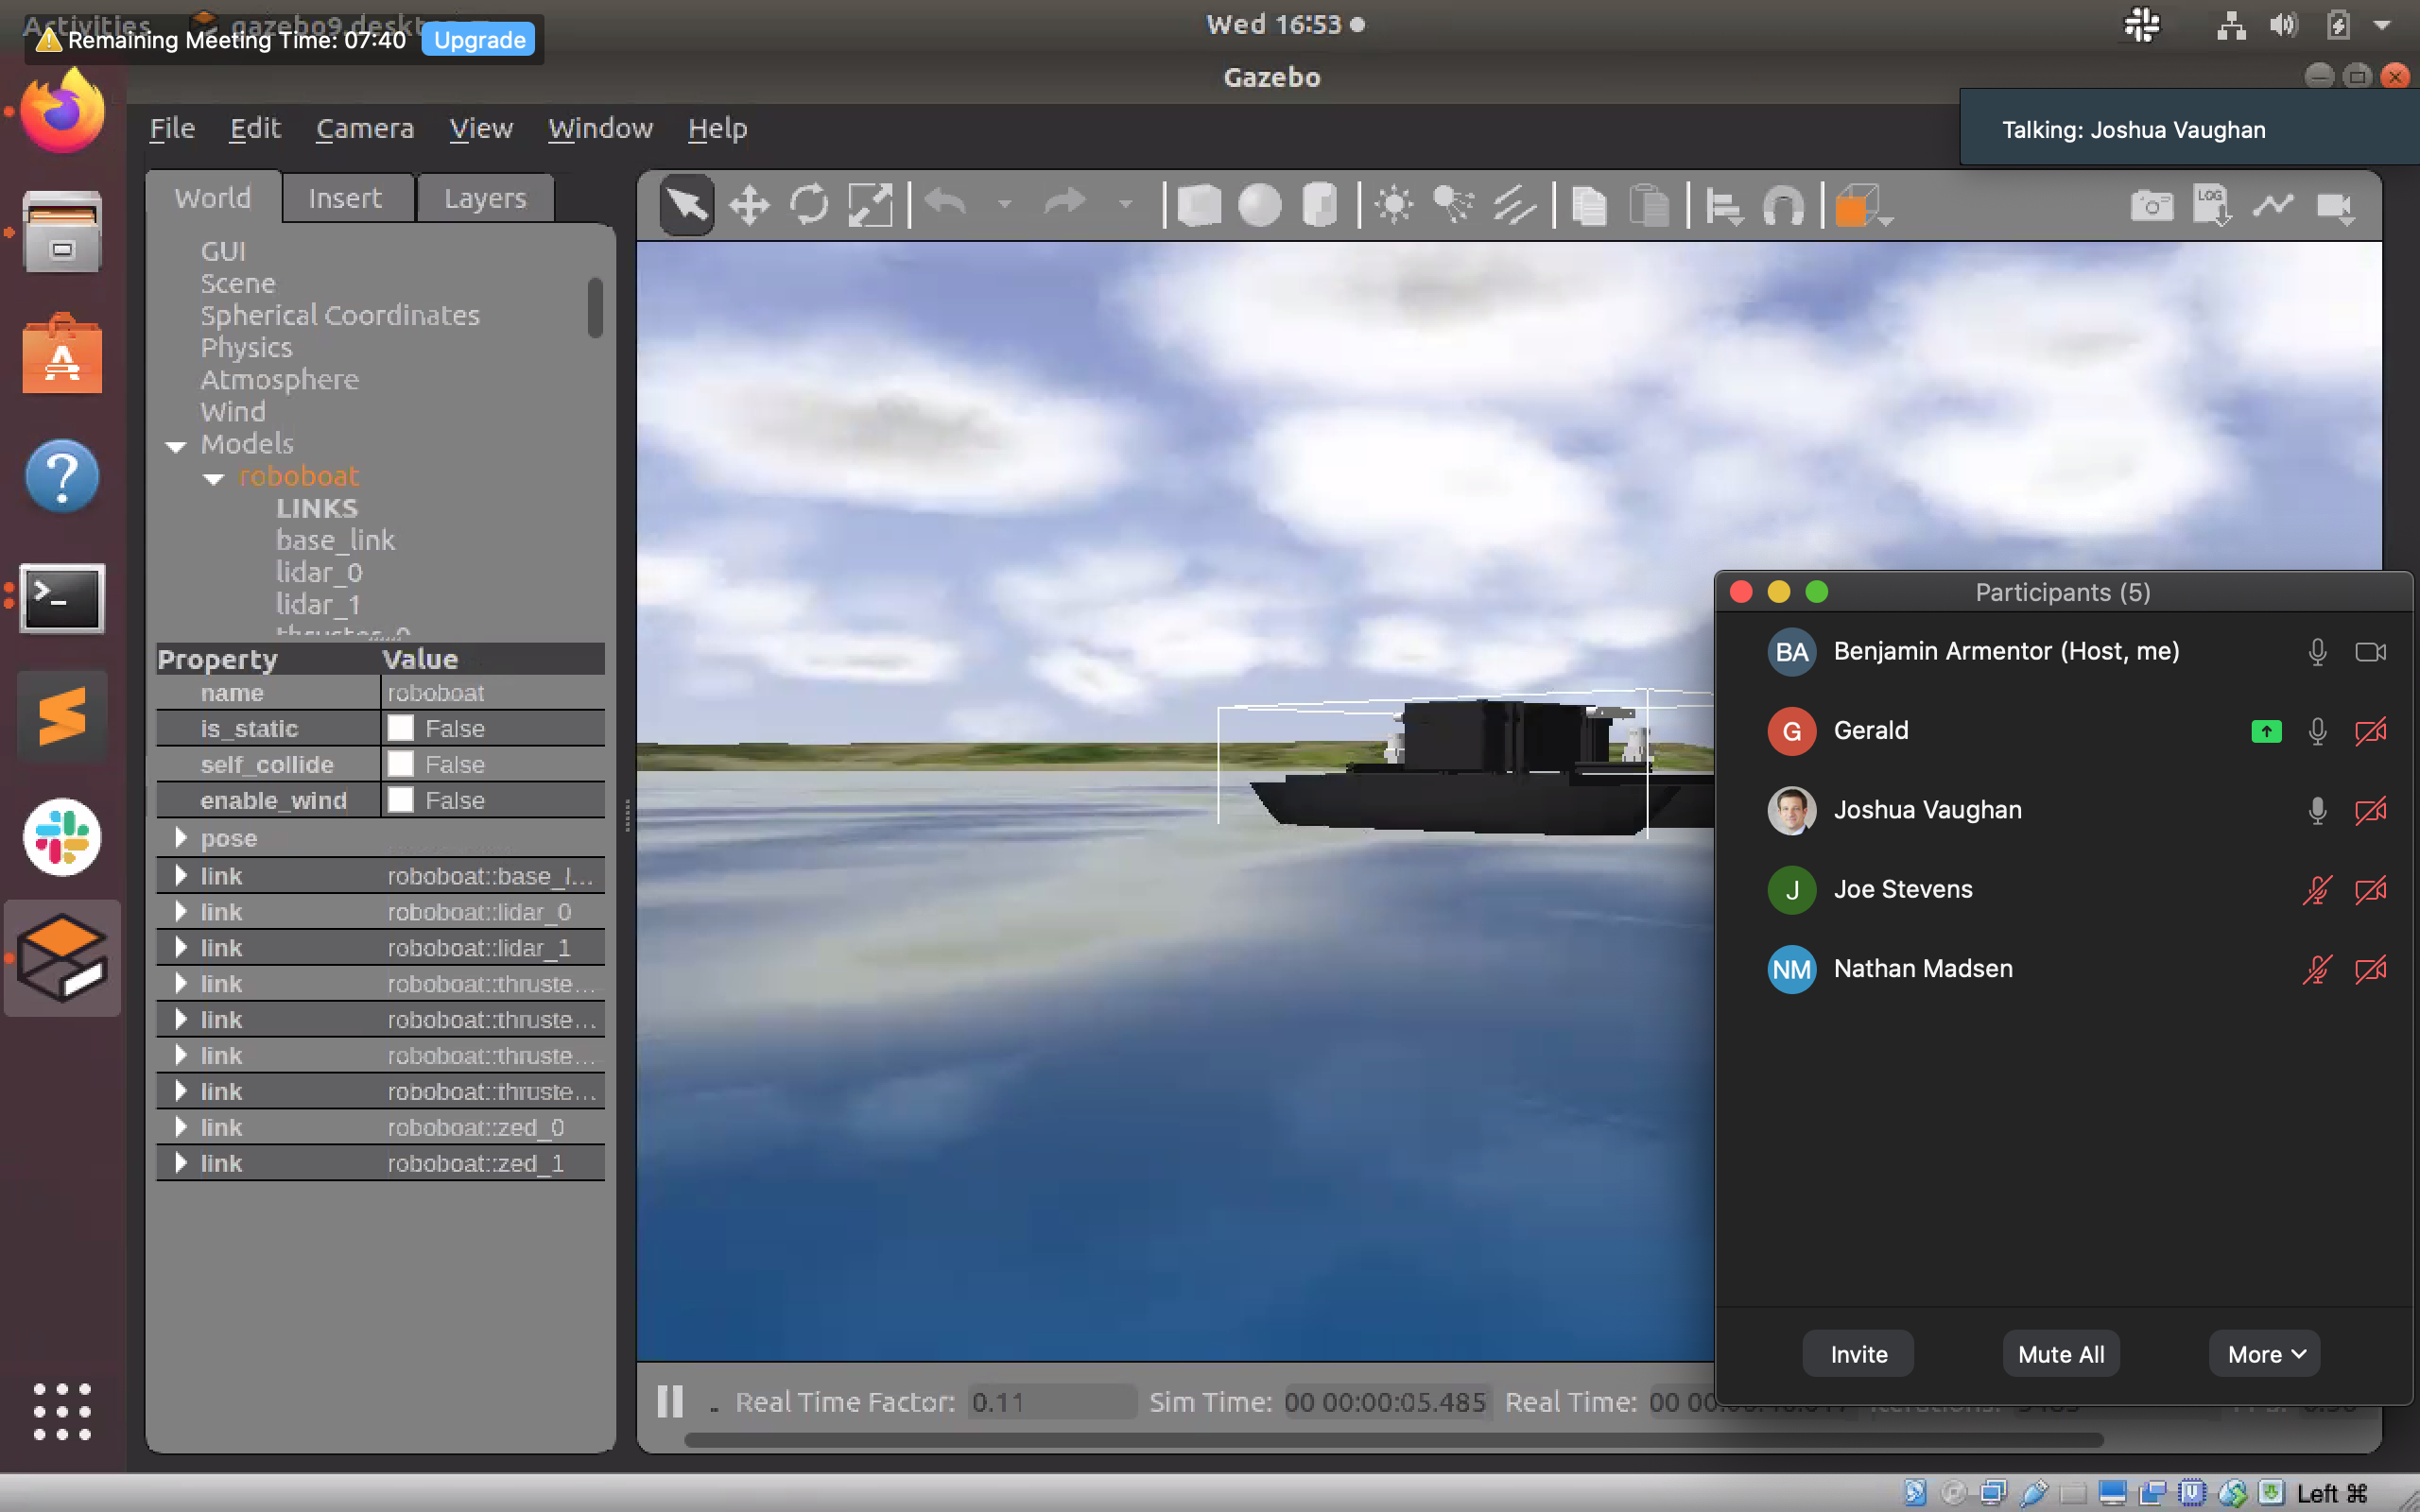 Activities
Wed 16:53
Remaining Meeting Time: 07:40 Upgrade
Gazebo
File Edit Camera View Window Help
Talking: Joshua Vaughan
World Insert Layers
LOG
GUI
Scene
Spherical Coordinates
Physics
Atmosphere
Wind
Models
roboboat
LINKS
base_link
lidar_0
lidar_1
Property Value
name roboboat
is_static False
self_collide False
enable_wind False
pose
link roboboat::base_l...
link roboboat::lidar_0
link roboboat::lidar_1
link roboboat::thruste...
link roboboat::thruste...
link roboboat::thruste...
link roboboat::thruste...
link roboboat::zed_0
link roboboat::zed_1
Participants (5)
BA Benjamin Armentor (Host, me)
G Gerald
Joshua Vaughan
J Joe Stevens
NM Nathan Madsen
Invite Mute All More
Real Time Factor: 0.11 Sim Time: 00 00:00:05.485 Real Time: 00
Left ⌘